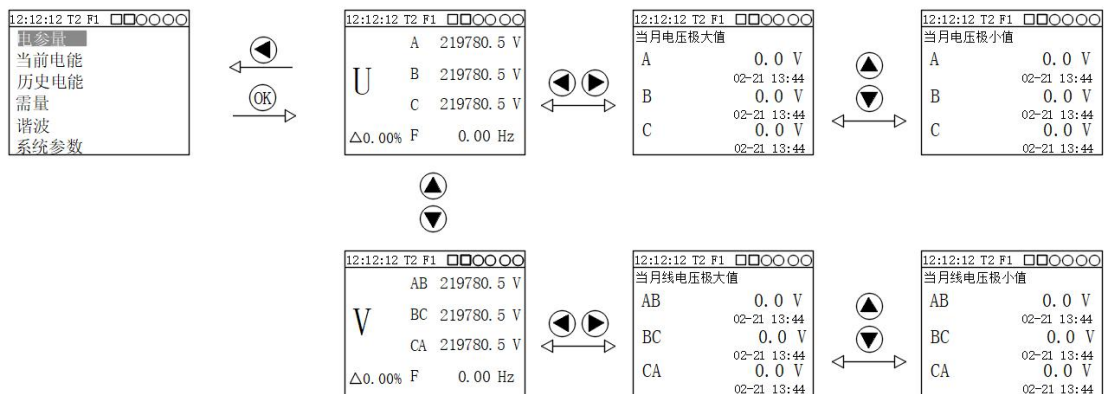 12:12:12 T2 F1
电参量
当前电能
历史电能
需量
谐波
系统参数
OK
12:12:12 T2 F1
U
A 219780.5 V
B 219780.5 V
C 219780.5 V
△0.00% F 0.00 Hz
12:12:12 T2 F1
当月电压极大值
A 0.0 V
02-21 13:44
B 0.0 V
02-21 13:44
C 0.0 V
02-21 13:44
12:12:12 T2 F1
当月电压极小值
A 0.0 V
02-21 13:44
B 0.0 V
02-21 13:44
C 0.0 V
02-21 13:44
12:12:12 T2 F1
V
AB 219780.5 V
BC 219780.5 V
CA 219780.5 V
△0.00% F 0.00 Hz
12:12:12 T2 F1
当月线电压极大值
AB 0.0 V
02-21 13:44
BC 0.0 V
02-21 13:44
CA 0.0 V
02-21 13:44
12:12:12 T2 F1
当月线电压极小值
AB 0.0 V
02-21 13:44
BC 0.0 V
02-21 13:44
CA 0.0 V
02-21 13:44